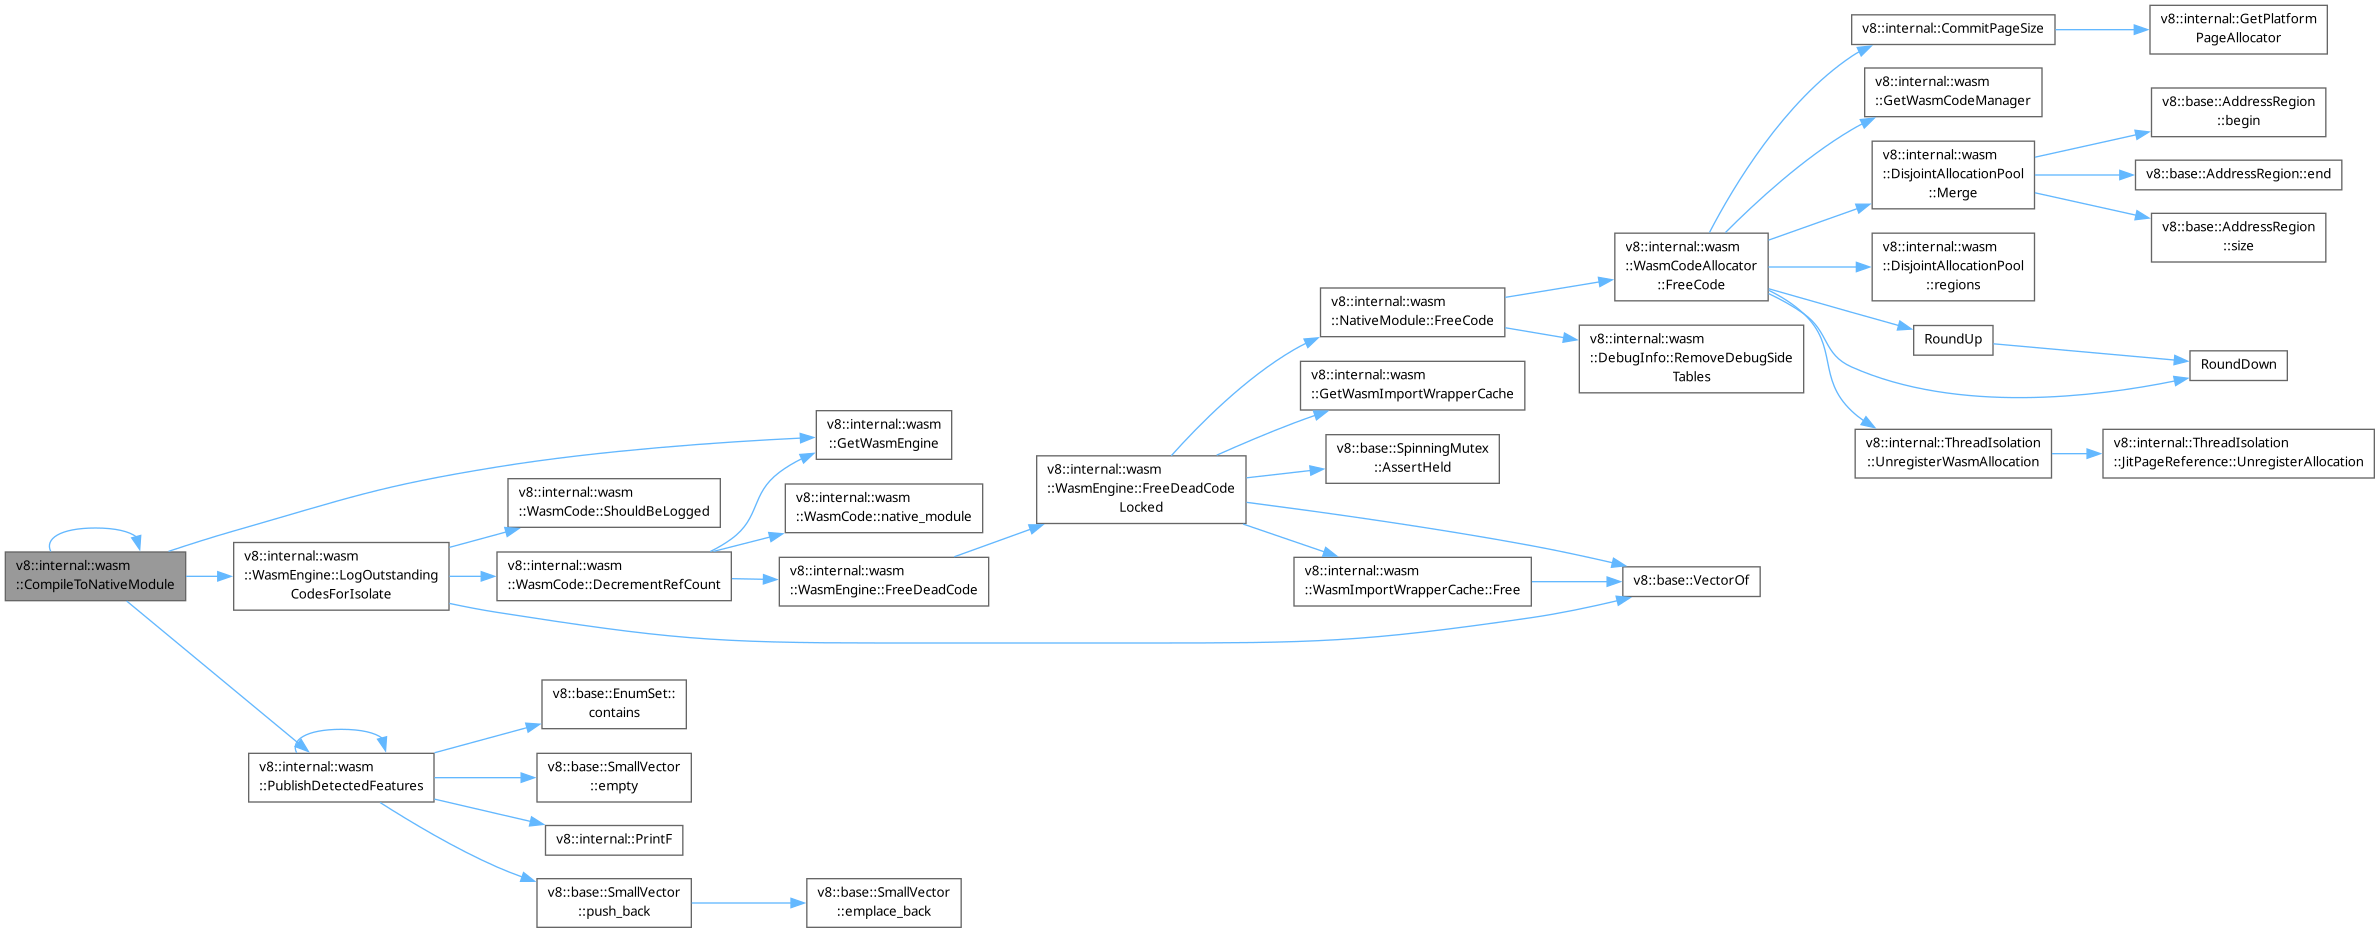 v8::internal::wasm
::CompileToNativeModule
v8::internal::wasm
::GetWasmEngine
v8::internal::wasm
::WasmEngine::LogOutstanding
CodesForIsolate
v8::internal::wasm
::WasmCode::ShouldBeLogged
v8::internal::wasm
::WasmCode::DecrementRefCount
v8::internal::wasm
::WasmCode::native_module
v8::internal::wasm
::WasmEngine::FreeDeadCode
v8::internal::wasm
::WasmEngine::FreeDeadCode
Locked
v8::internal::wasm
::NativeModule::FreeCode
v8::internal::wasm
::GetWasmImportWrapperCache
v8::base::SpinningMutex
::AssertHeld
v8::internal::wasm
::WasmImportWrapperCache::Free
v8::base::VectorOf
v8::internal::wasm
::WasmCodeAllocator
::FreeCode
v8::internal::wasm
::DebugInfo::RemoveDebugSide
Tables
v8::internal::CommitPageSize
v8::internal::GetPlatform
PageAllocator
v8::internal::wasm
::GetWasmCodeManager
v8::internal::wasm
::DisjointAllocationPool
::Merge
v8::base::AddressRegion
::begin
v8::base::AddressRegion::end
v8::base::AddressRegion
::size
v8::internal::wasm
::DisjointAllocationPool
::regions
RoundUp
RoundDown
v8::internal::ThreadIsolation
::UnregisterWasmAllocation
v8::internal::ThreadIsolation
::JitPageReference::UnregisterAllocation
v8::internal::wasm
::PublishDetectedFeatures
v8::base::EnumSet::
contains
v8::base::SmallVector
::empty
v8::internal::PrintF
v8::base::SmallVector
::push_back
v8::base::SmallVector
::emplace_back